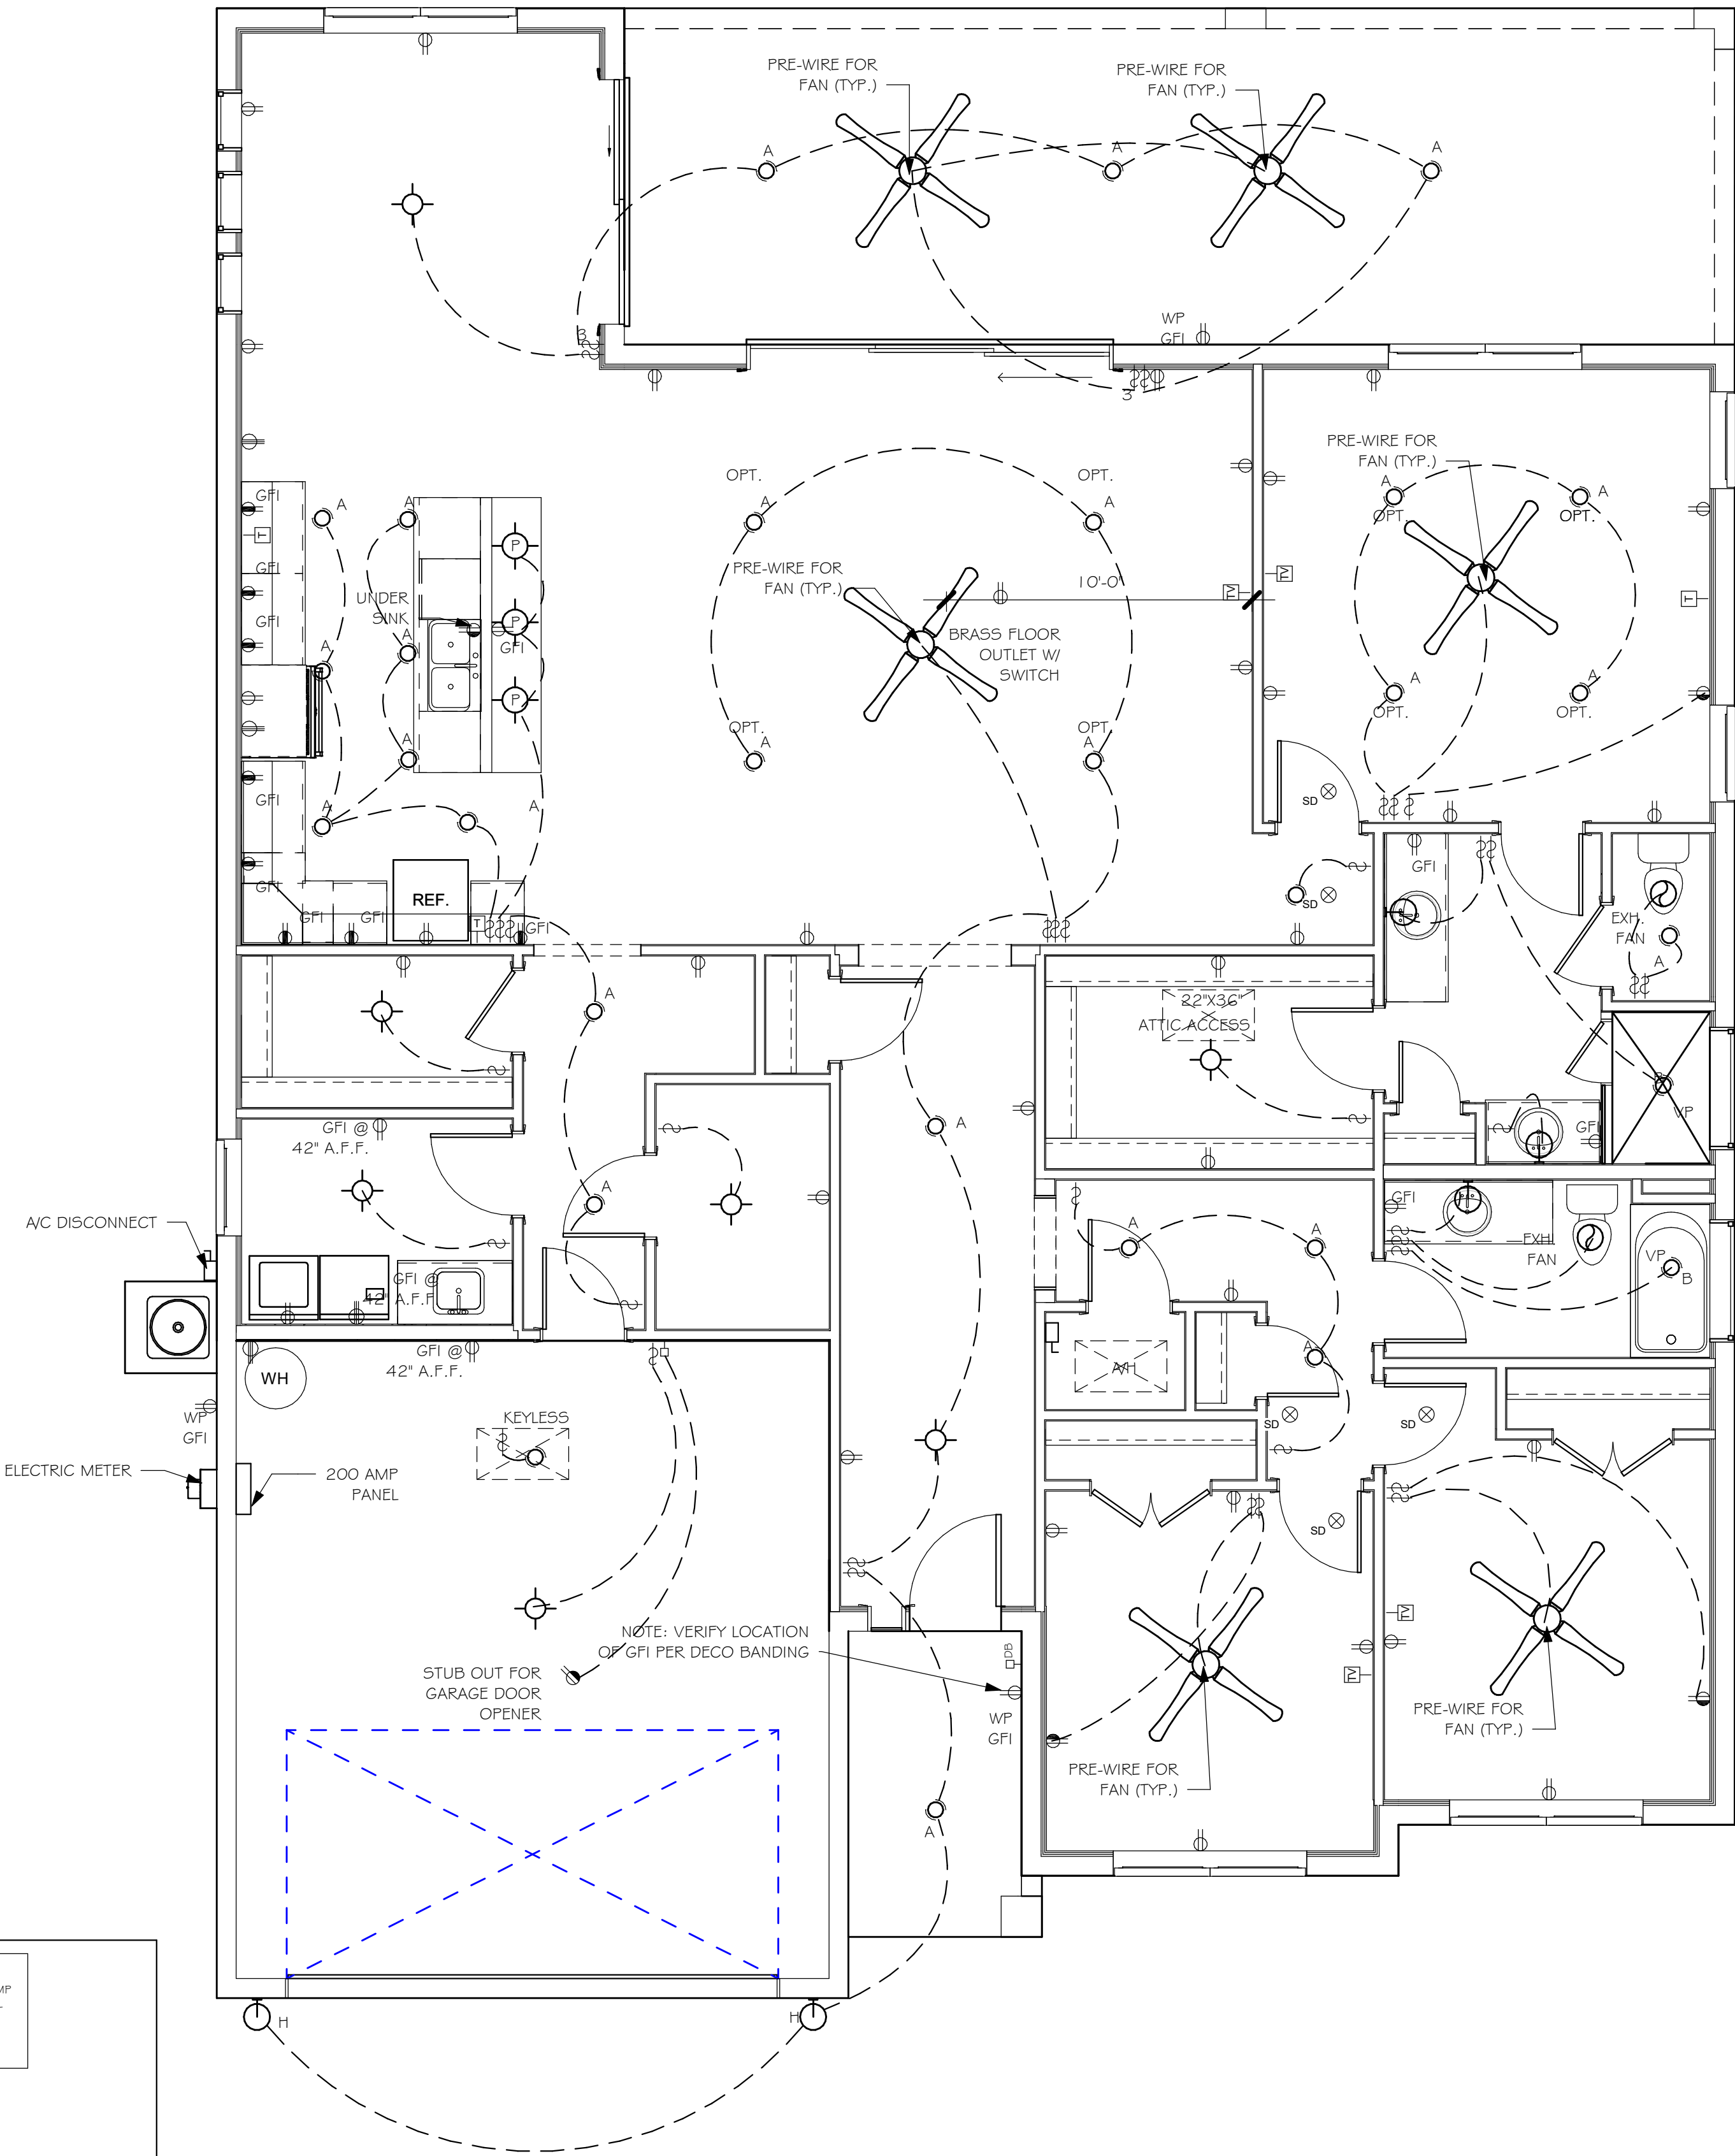 PRE-WIRE FOR
FAN (TYP.)
PRE-WIRE FOR
FAN (TYP.)
A
A
A
3
WP
GFI
3
PRE-WIRE FOR
FAN (TYP.)
OPT.
OPT.
A
A
A
OPT.
A
OPT.
GFI
A
A
P
T
GFI
PRE-WIRE FOR
FAN (TYP.)
10'-0"
TV
TV
T
UNDER
SINK
GFI
P
GFI
A
BRASS FLOOR
OUTLET W/
SWITCH
A
P
A
OPT.
A
OPT.
OPT.
A
OPT.
A
A
GFI
A
A
SD
GFI
REF.
SD
GFI
GFI
GFI
T
GFI
EXH.
FAN
A
A
22"X36"
ATTIC ACCESS
GFI @
42" A.F.F.
A
B
VP
GFI
A
A
A
GFI
A/C DISCONNECT
GFI @
42" A.F.F.
EXH.
FAN
VP
B
GFI @
42" A.F.F.
WH
A/H
A
WP
GFI
KEYLESS
SD
SD
ELECTRIC METER
200 AMP
PANEL
SD
NOTE: VERIFY LOCATION
OF GFI PER DECO BANDING
DB
TV
TV
STUB OUT FOR
GARAGE DOOR
OPENER
WP
GFI
PRE-WIRE FOR
FAN (TYP.)
PRE-WIRE FOR
FAN (TYP.)
A
H
H